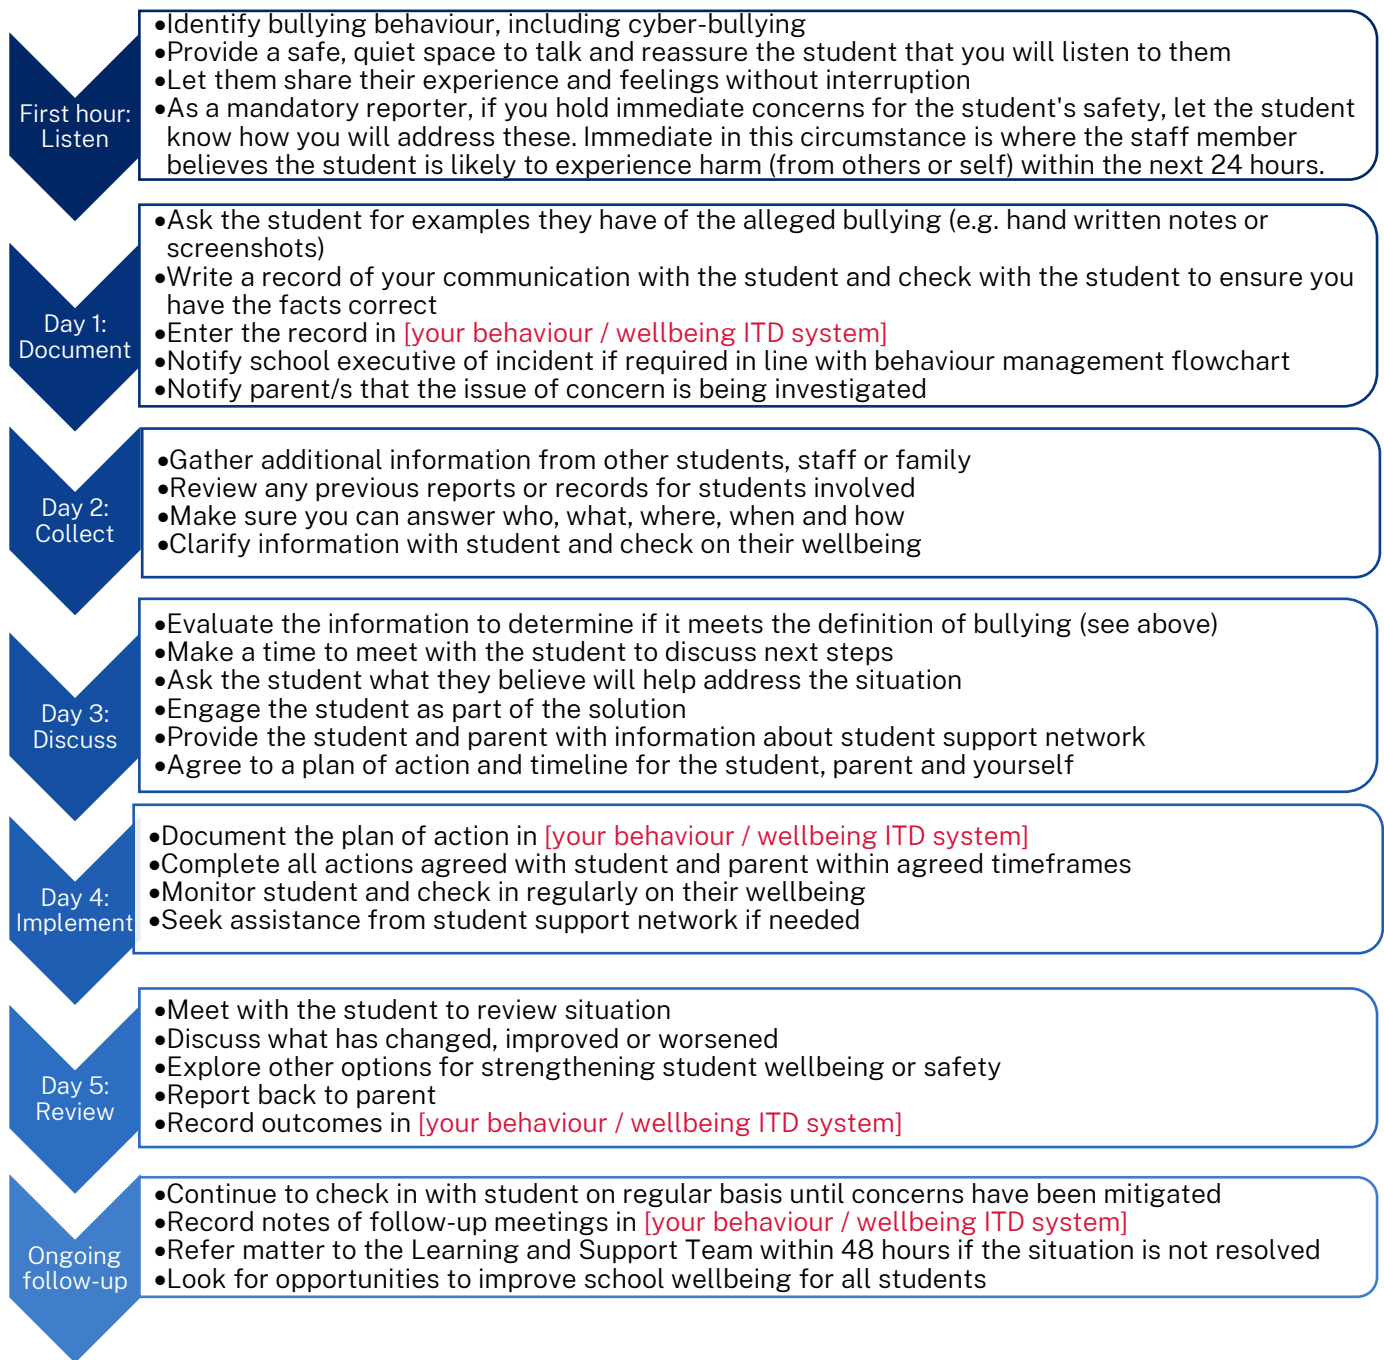 First hour:
Listen
•Identify bullying behaviour, including cyber-bullying
•Provide a safe, quiet space to talk and reassure the student that you will listen to them
•Let them share their experience and feelings without interruption
•As a mandatory reporter, if you hold immediate concerns for the student's safety, let the student
know how you will address these. Immediate in this circumstance is where the staff member
believes the student is likely to experience harm (from others or self) within the next 24 hours.
Day 1:
Document
•Ask the student for examples they have of the alleged bullying (e.g. hand written notes or
screenshots)
•Write a record of your communication with the student and check with the student to ensure you
have the facts correct
•Enter the record in [your behaviour / wellbeing ITD system]
•Notify school executive of incident if required in line with behaviour management flowchart
•Notify parent/s that the issue of concern is being investigated
Day 2:
Collect
•Gather additional information from other students, staff or family
•Review any previous reports or records for students involved
•Make sure you can answer who, what, where, when and how
•Clarify information with student and check on their wellbeing
Day 3:
Discuss
•Evaluate the information to determine if it meets the definition of bullying (see above)
•Make a time to meet with the student to discuss next steps
•Ask the student what they believe will help address the situation
•Engage the student as part of the solution
•Provide the student and parent with information about student support network
•Agree to a plan of action and timeline for the student, parent and yourself
Day 4:
Implement
•Document the plan of action in [your behaviour / wellbeing ITD system]
•Complete all actions agreed with student and parent within agreed timeframes
•Monitor student and check in regularly on their wellbeing
•Seek assistance from student support network if needed
Day 5:
Review
•Meet with the student to review situation
•Discuss what has changed, improved or worsened
•Explore other options for strengthening student wellbeing or safety
•Report back to parent
•Record outcomes in [your behaviour / wellbeing ITD system]
Ongoing
follow-up
•Continue to check in with student on regular basis until concerns have been mitigated
•Record notes of follow-up meetings in [your behaviour / wellbeing ITD system]
•Refer matter to the Learning and Support Team within 48 hours if the situation is not resolved
•Look for opportunities to improve school wellbeing for all students